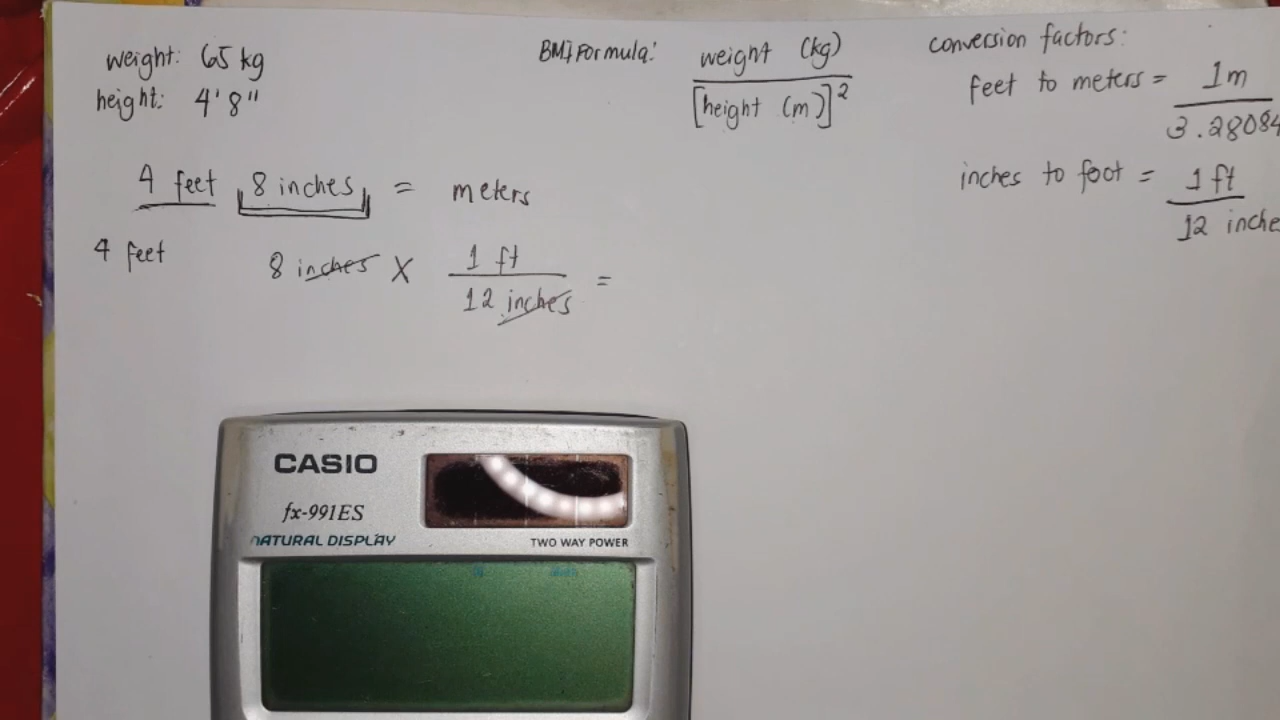 weight: 65 kg
height: 4'8"
BMI Formula: weight (kg)
[height (m)]²
conversion factors:
feet to meters = 1m
3.28084
inches to foot = 1 ft
12 inche
4 feet 8 inches = meters
4 feet 8 inches X 1 ft
12 inches =
CASIO
fx-991ES
NATURAL DISPLAY
TWO WAY POWER